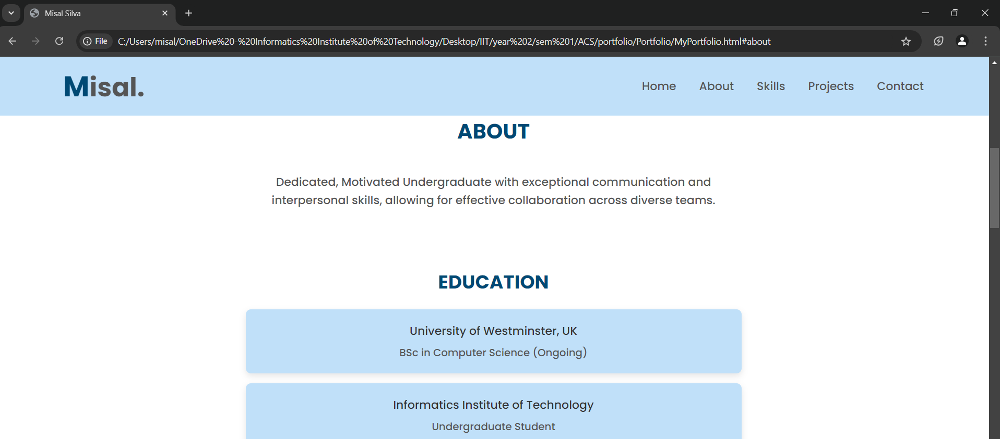 Misal Silva
File
C:/Users/misal/OneDrive%20-%20Informatics%20Institute%20of%20Technology/Desktop/IIT/year%202/sem%201/ACS/portfolio/Portfolio/MyPortfolio.html#about
Misal.
Home About Skills Projects Contact
ABOUT
Dedicated, Motivated Undergraduate with exceptional communication and
interpersonal skills, allowing for effective collaboration across diverse teams.
EDUCATION
University of Westminster, UK
BSc in Computer Science (Ongoing)
Informatics Institute of Technology
Undergraduate Student